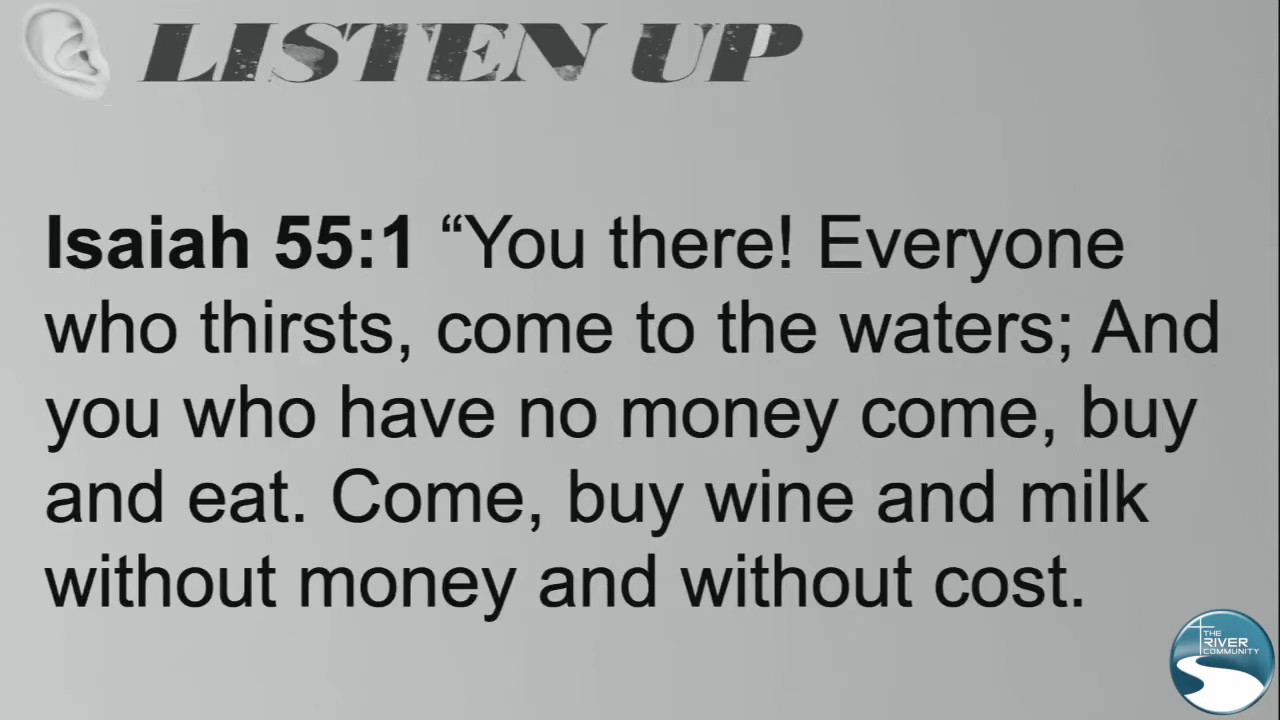 LISTEN UP
Isaiah 55:1 “You there! Everyone
who thirsts, come to the waters; And
you who have no money come, buy
and eat. Come, buy wine and milk
without money and without cost.
THE
RIVER
COMMUNITY